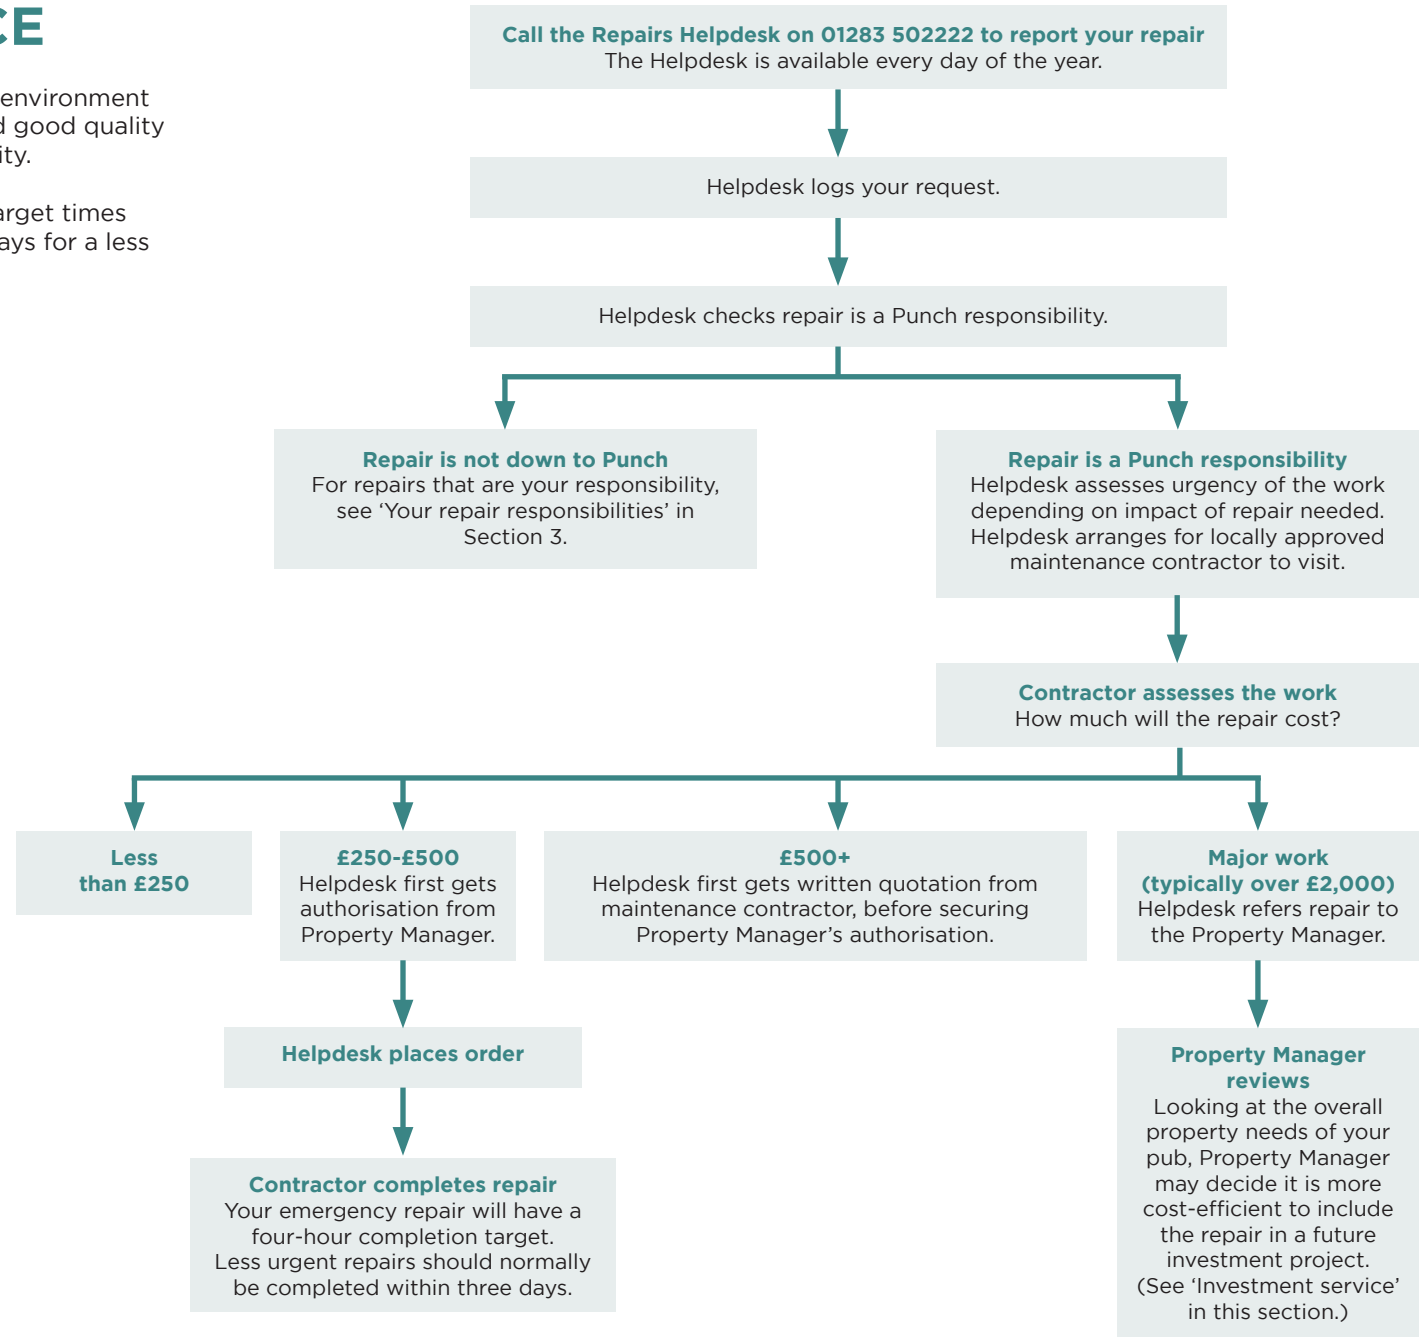 CE
environment
d good quality
ity.
arget times
ays for a less
Call the Repairs Helpdesk on 01283 502222 to report your repair
The Helpdesk is available every day of the year.
Helpdesk logs your request.
Helpdesk checks repair is a Punch responsibility.
Repair is not down to Punch
For repairs that are your responsibility,
see ‘Your repair responsibilities’ in
Section 3.
Repair is a Punch responsibility
Helpdesk assesses urgency of the work
depending on impact of repair needed.
Helpdesk arranges for locally approved
maintenance contractor to visit.
Contractor assesses the work
How much will the repair cost?
Less
than £250
£250-£500
Helpdesk first gets
authorisation from
Property Manager.
£500+
Helpdesk first gets written quotation from
maintenance contractor, before securing
Property Manager’s authorisation.
Major work
(typically over £2,000)
Helpdesk refers repair to
the Property Manager.
Helpdesk places order
Contractor completes repair
Your emergency repair will have a
four-hour completion target.
Less urgent repairs should normally
be completed within three days.
Property Manager
reviews
Looking at the overall
property needs of your
pub, Property Manager
may decide it is more
cost-efficient to include
the repair in a future
investment project.
(See ‘Investment service’
in this section.)